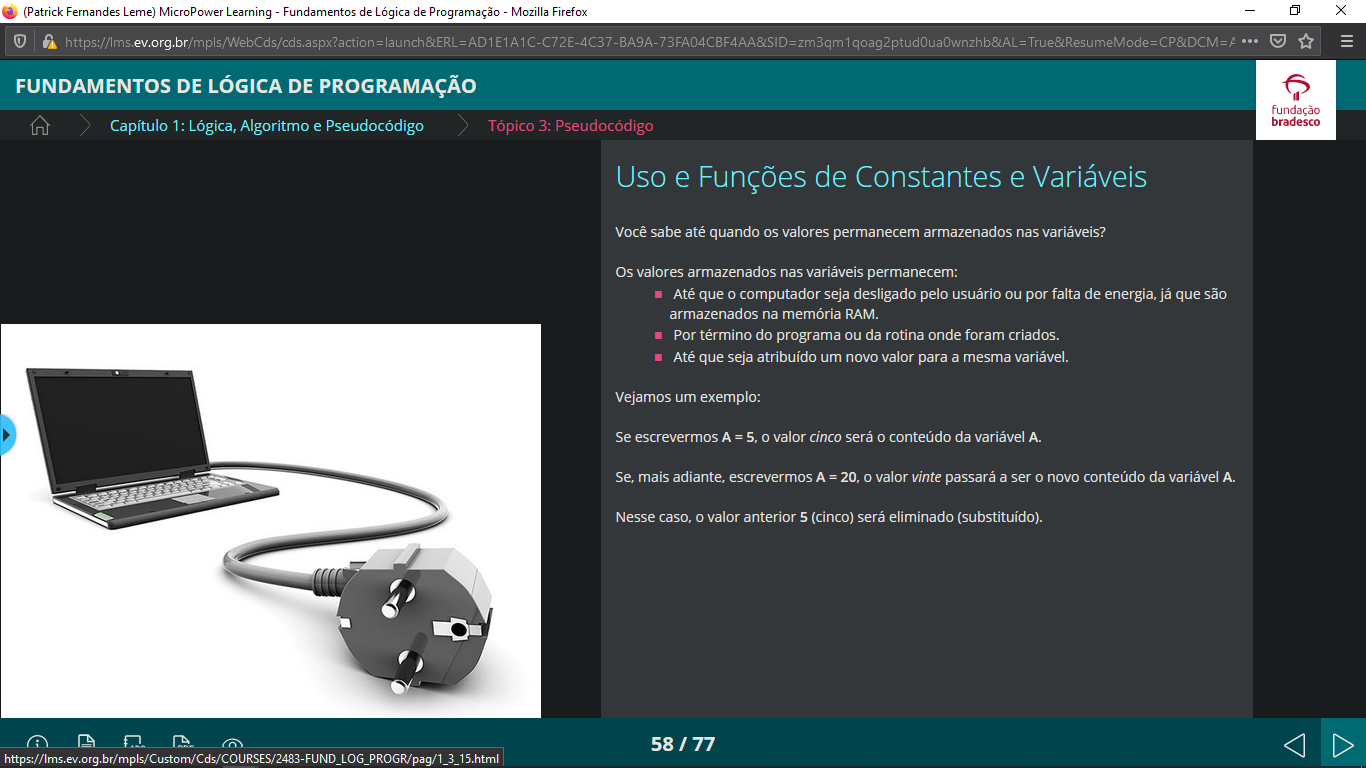 (Patrick Fernandes Leme) MicroPower Learning - Fundamentos de Lógica de Programação - Mozilla Firefox
https://lms.ev.org.br/mpls/WebCds/cds.aspx?action=launch&ERL=AD1E1A1C-C72E-4C37-BA9A-73FA04CBF4AA&SID=zm3qm1qoag2ptud0ua0wnzhb&AL=True&ResumeMode=CP&DCM=A
FUNDAMENTOS DE LÓGICA DE PROGRAMAÇÃO
fundação
bradesco
Capítulo 1: Lógica, Algoritmo e Pseudocódigo
Tópico 3: Pseudocódigo
Uso e Funções de Constantes e Variáveis
Você sabe até quando os valores permanecem armazenados nas variáveis?
Os valores armazenados nas variáveis permanecem:
Até que o computador seja desligado pelo usuário ou por falta de energia, já que são
armazenados na memória RAM.
Por término do programa ou da rotina onde foram criados.
Até que seja atribuído um novo valor para a mesma variável.
Vejamos um exemplo:
Se escrevermos A = 5, o valor cinco será o conteúdo da variável A.
Se, mais adiante, escrevermos A = 20, o valor vinte passará a ser o novo conteúdo da variável A.
Nesse caso, o valor anterior 5 (cinco) será eliminado (substituído).
58 / 77
https://lms.ev.org.br/mpls/Custom/Cds/COURSES/2483-FUND_LOG_PROGR/pag/1_3_15.html